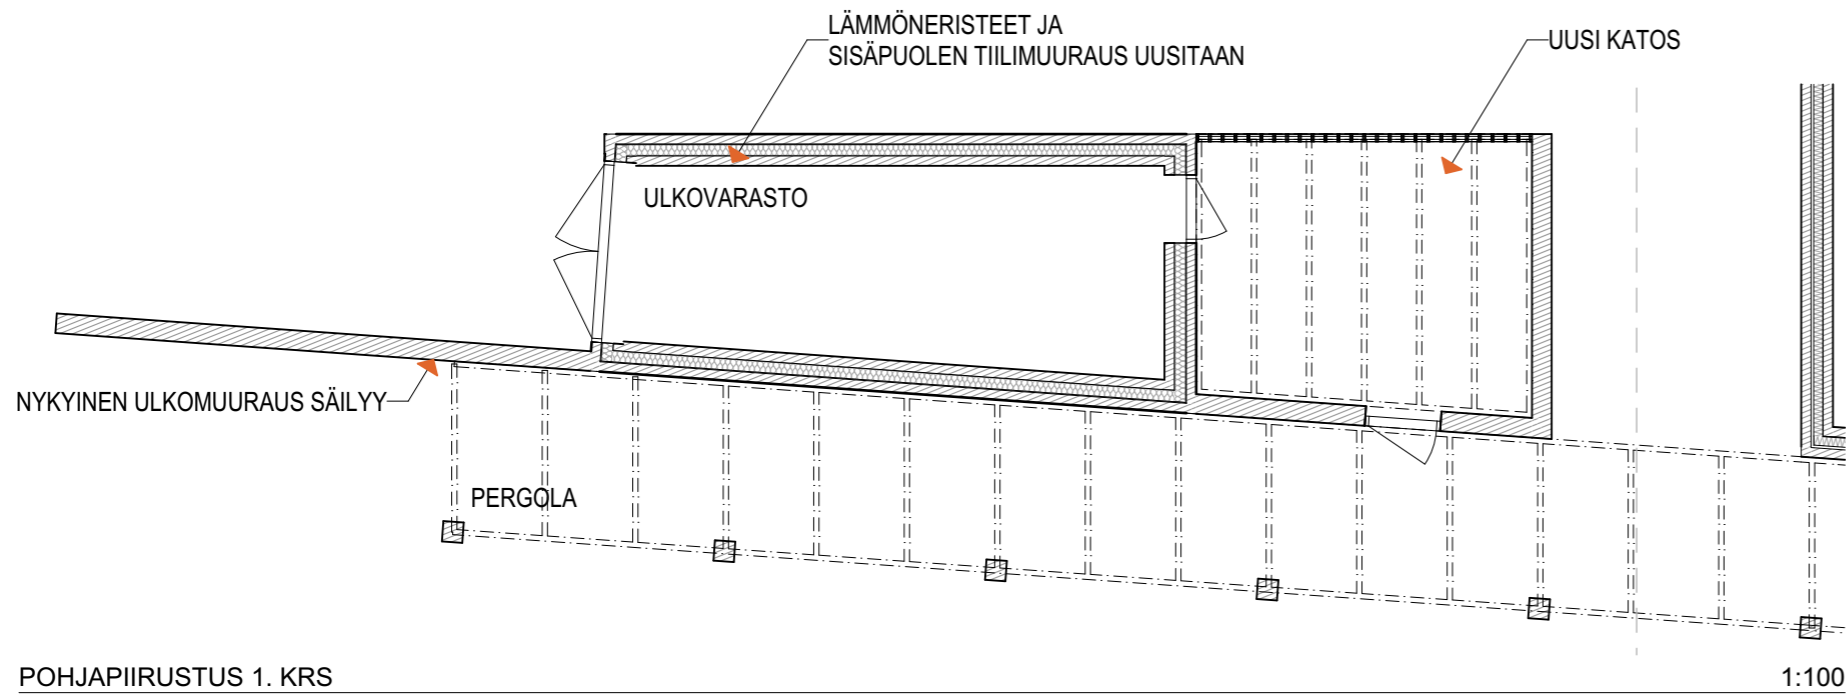 LÄMMÖNERISTEET JA
SISÄPUOLEN TIILIMUURAUS UUSITAAN
UUSI KATOS
ULKOVARASTO
NYKYINEN ULKOMUURAUS SÄILYY
PERGOLA
POHJAPIIRUSTUS 1. KRS
1:100